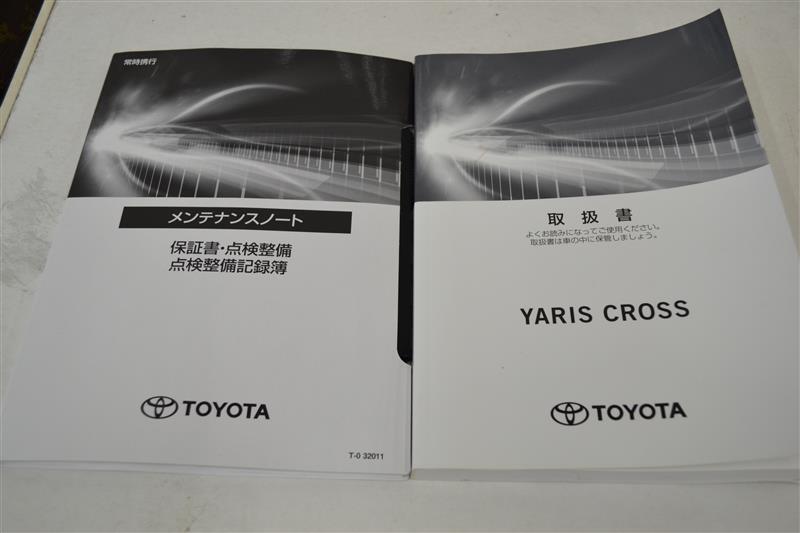 常時携行
メンテナンスノート
保証書・点検整備
点検整備記録簿
TOYOTA
T-0 32011
取扱書
よくお読みになってご使用ください。
取扱書は車の中に保管しましょう。
YARIS CROSS
TOYOTA